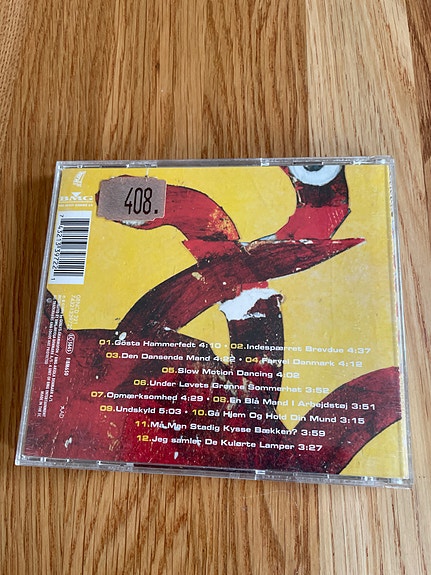 BMG
408.
01.Gösta Hammerfedt 4:10 • 02.Indespærret Brevdue 4:37
03.Den Dansende Mand 4:22 • 04.Farvel Danmark 4:12
05.Slow Motion Dancing 4:02
06.Under Løvets Grønne Sommerhat 3:52
07.Opmærksomhed 4:29 • 08.En Blå Mand I Arbejdstøj 3:51
09.Undskyld 5:03 • 10.Gå Hjem Og Hold Din Mund 3:15
11.Må Man Stadig Kysse Bækken? 3:59
12.Jeg samler De Kulørte Lamper 3:27